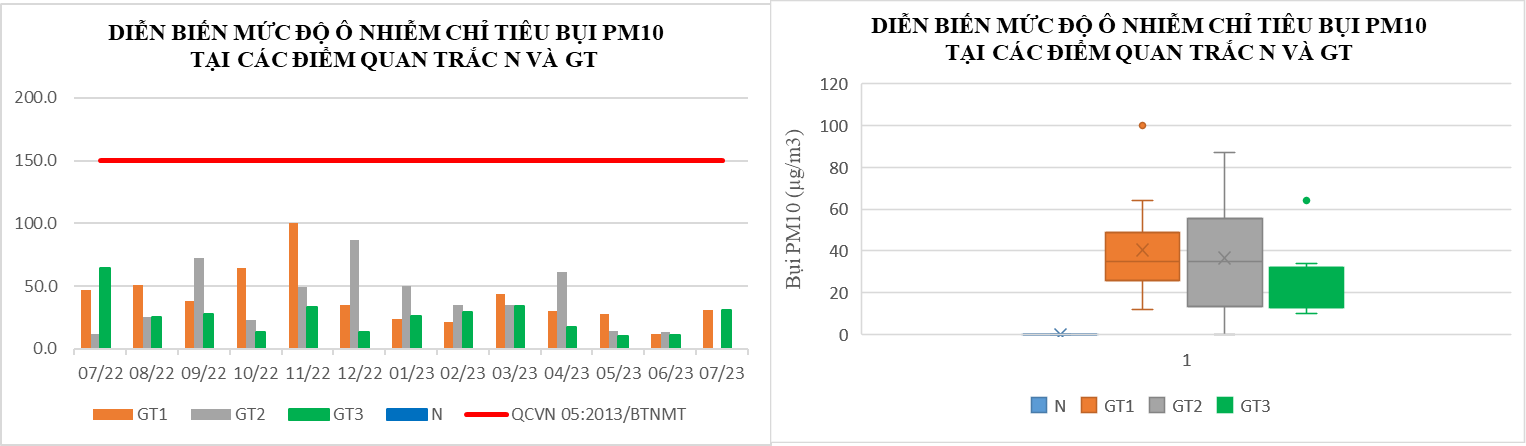 DIỄN BIẾN MỨC ĐỘ Ô NHIỄM CHỈ TIÊU BỤI PM10
TẠI CÁC ĐIỂM QUAN TRẮC N VÀ GT
200.0
150.0
100.0
50.0
0.0
07/22 08/22 09/22 10/22 11/22 12/22 01/23 02/23 03/23 04/23 05/23 06/23 07/23
GT1 GT2 GT3 N QCVN 05:2013/BTNMT
DIỄN BIẾN MỨC ĐỘ Ô NHIỄM CHỈ TIÊU BỤI PM10
TẠI CÁC ĐIỂM QUAN TRẮC N VÀ GT
Bụi PM10 (µg/m3)
120
100
80
60
40
20
0
1
N GT1 GT2 GT3